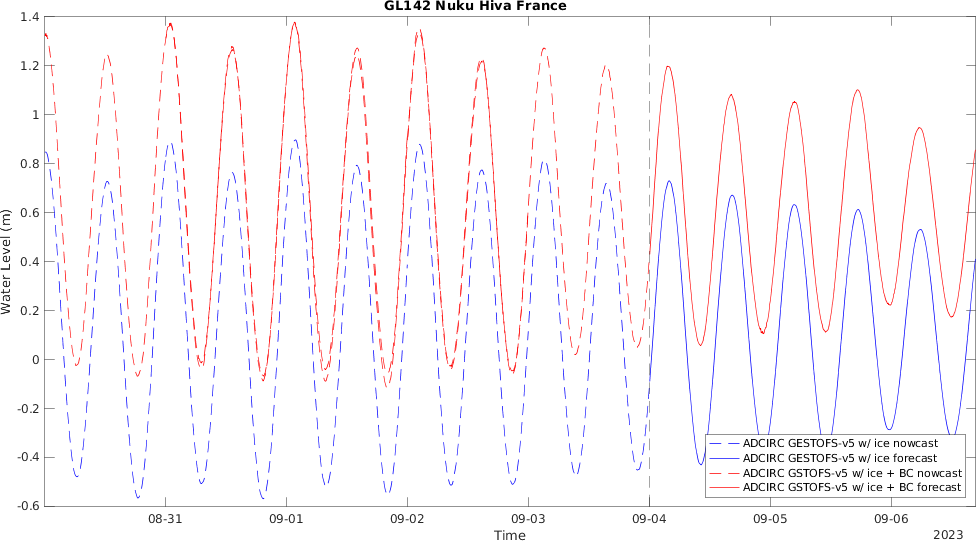 GL142 Nuku Hiva France
1.4
1.2
1
0.8
0.6
0.4
0.2
0
-0.2
-0.4
-0.6
Water Level (m)
ADCIRC GESTOFS-v5 w/ ice nowcast
ADCIRC GESTOFS-v5 w/ ice forecast
ADCIRC GSTOFS-v5 w/ ice + BC nowcast
ADCIRC GSTOFS-v5 w/ ice + BC forecast
08-31 09-01 09-02 09-03 09-04 09-05 09-06
Time
2023